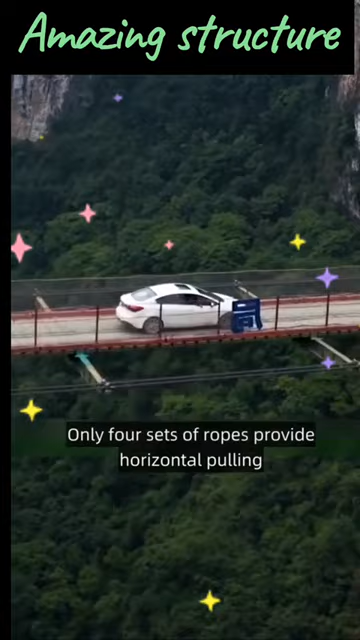 Amazing structure
Only four sets of ropes provide
horizontal pulling